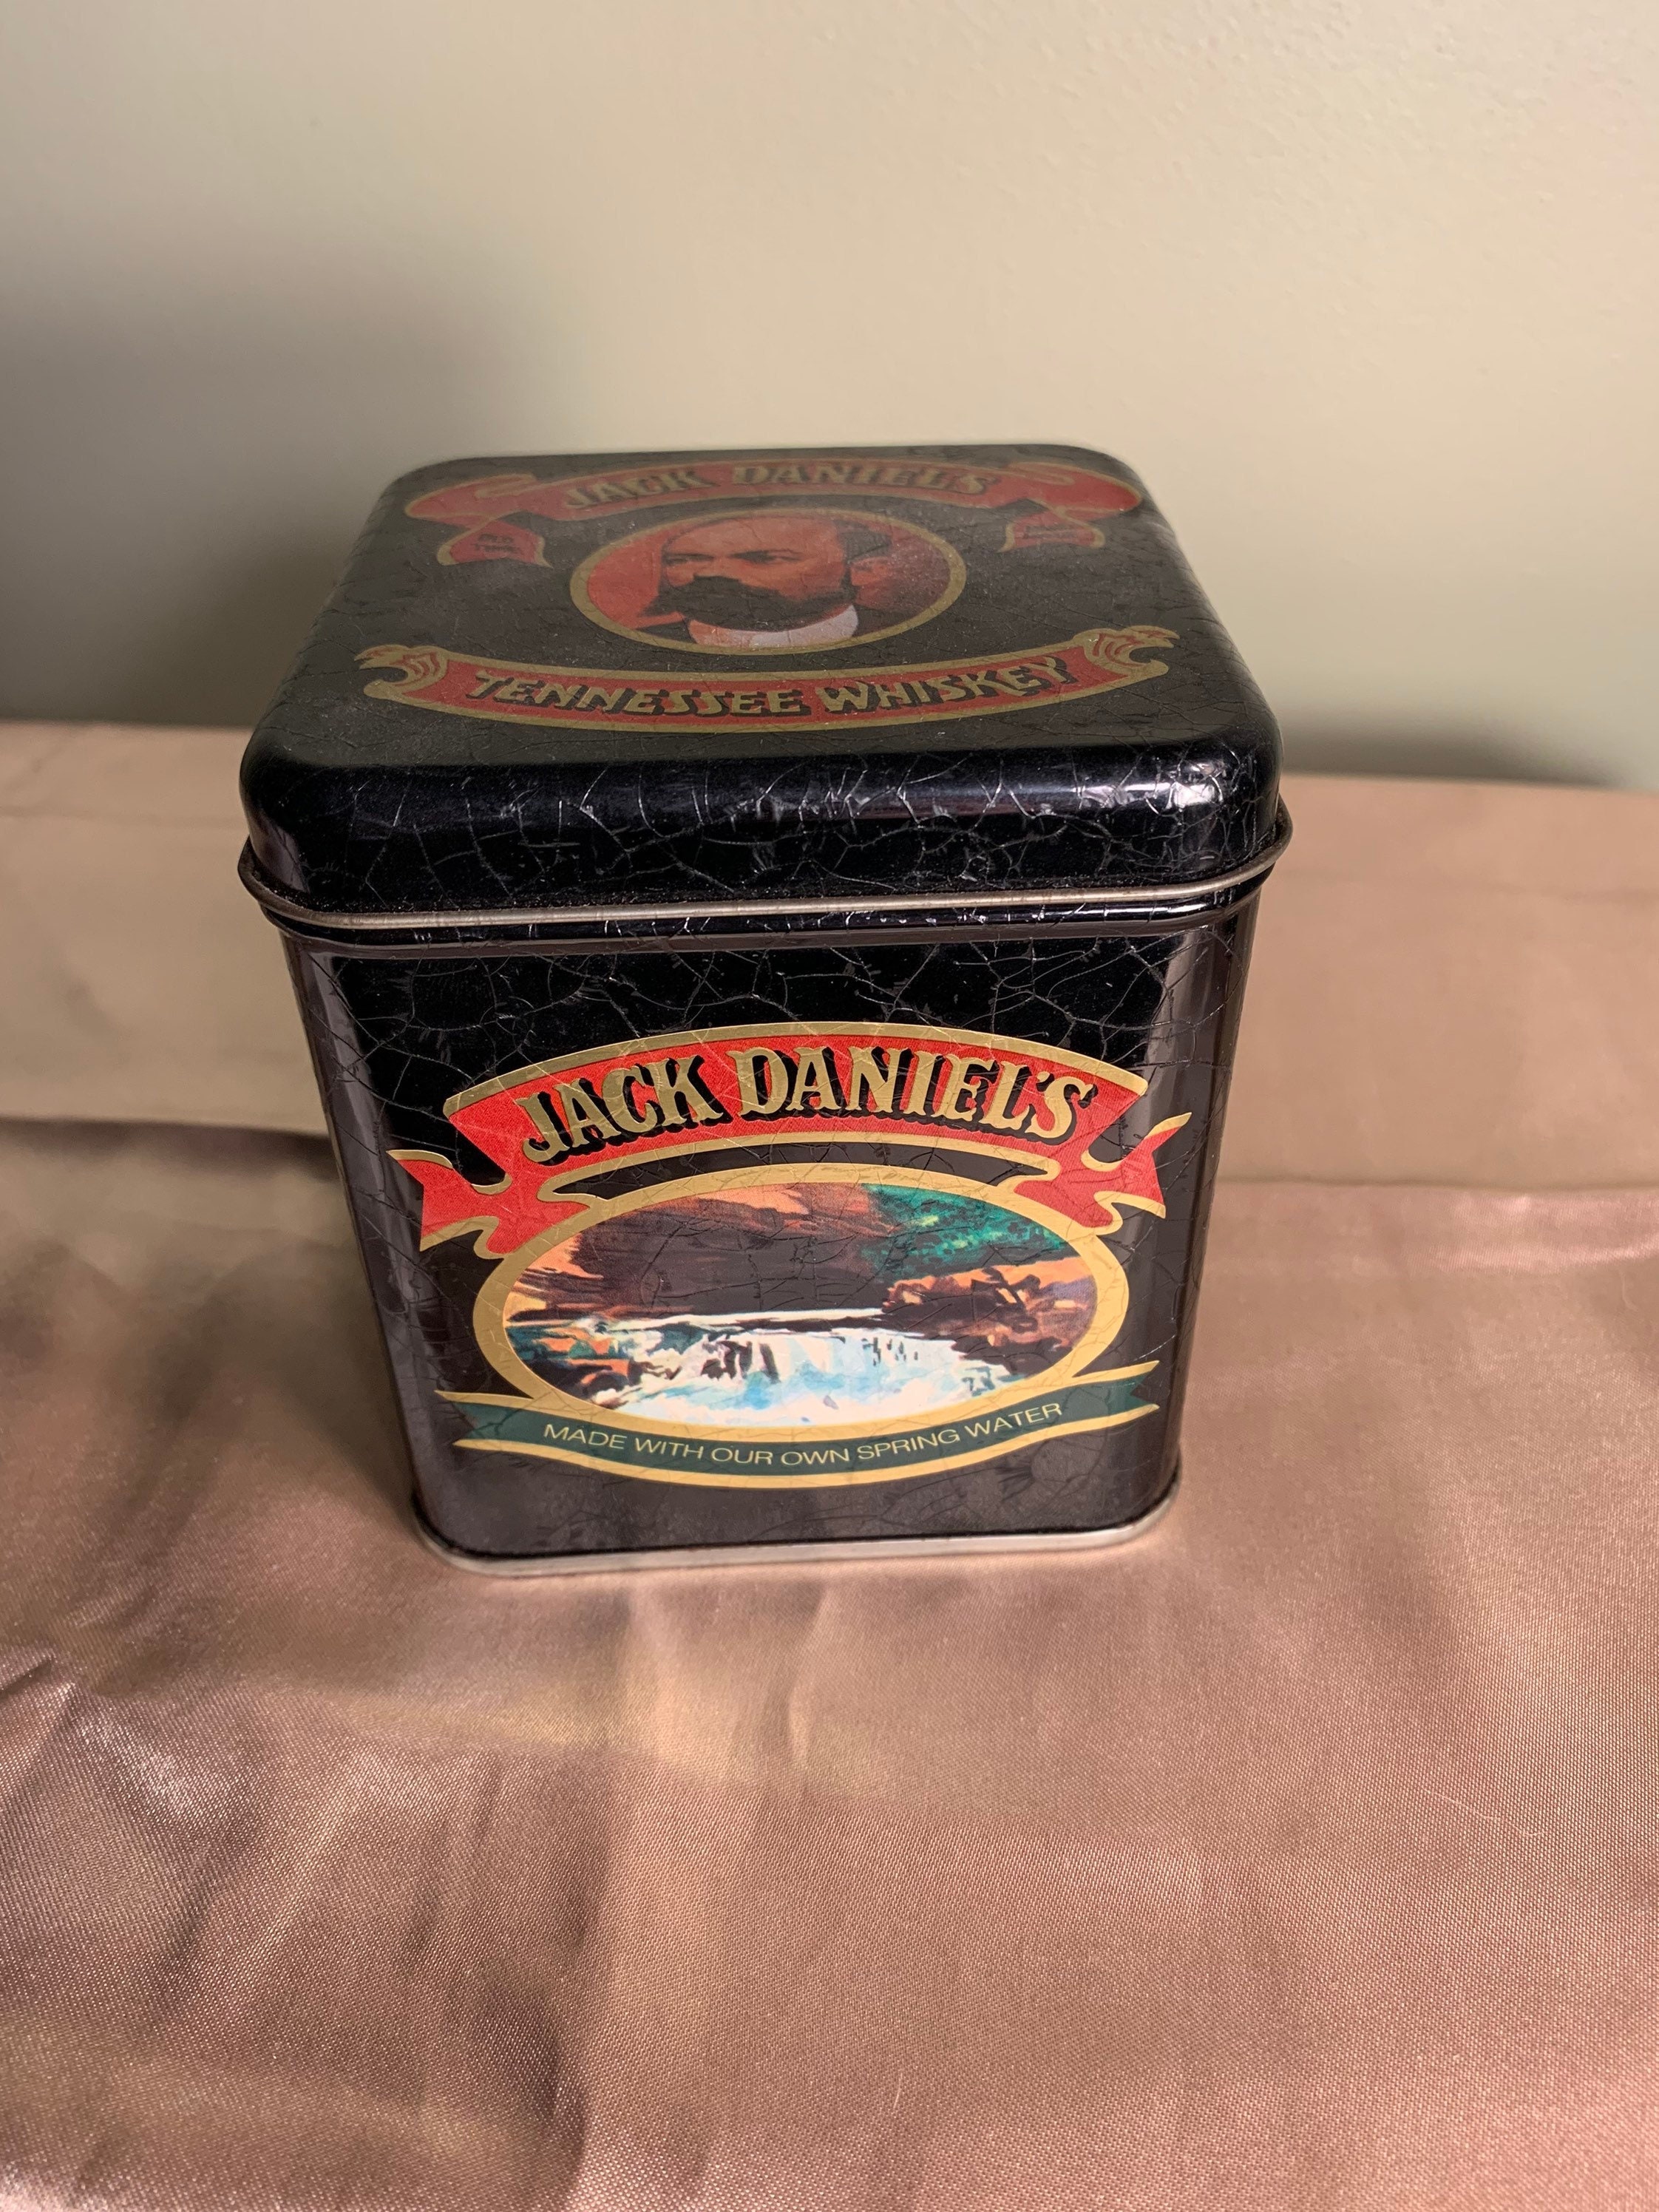 JACK DANIEL'S
TENNESSEE WHISKEY
JACK DANIEL'S
MADE WITH OUR OWN SPRING WATER